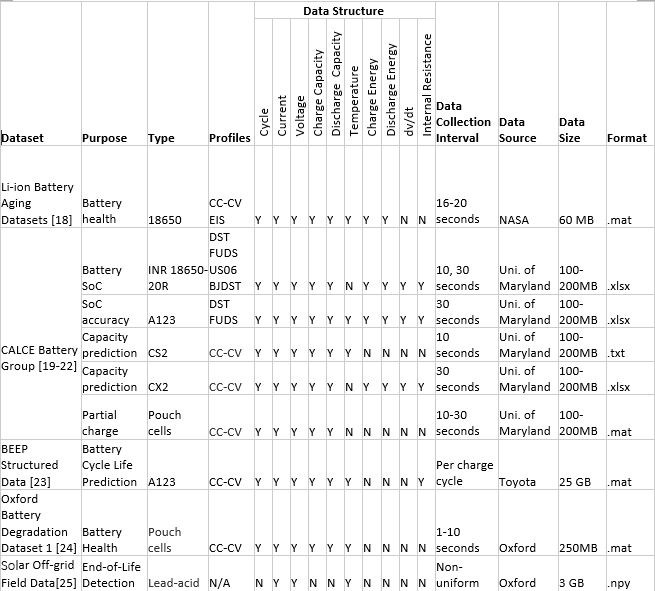 Data Structure
Dataset
Purpose
Type
Profiles
Cycle
Current
Voltage
Charge Capacity
Discharge Capacity
Temperature
Charge Energy
Discharge Energy
dv/dt
Internal Resistance
Data
Collection
Interval
Data
Source
Data
Size
Format
Li-ion Battery
Aging
Datasets [18]
Battery
health
18650
CC-CV
EIS
Y Y Y Y Y Y Y Y N N
16-20
seconds
NASA
60 MB
.mat
CALCE Battery
Group [19-22]
Battery
SoC
INR 18650-
20R
DST
FUDS
US06
BJDST
Y Y Y Y Y N Y Y Y Y
10, 30
seconds
Uni. of
Maryland
100-
200MB
.xlsx
SoC
accuracy
A123
DST
FUDS
Y Y Y Y Y Y Y Y Y Y
30
seconds
Uni. of
Maryland
100-
200MB
.xlsx
Capacity
prediction
CS2
CC-CV
Y Y Y Y Y Y N N N N
10
seconds
Uni. of
Maryland
100-
200MB
.txt
Capacity
prediction
CX2
CC-CV
Y Y Y Y Y N Y Y Y Y
30
seconds
Uni. of
Maryland
100-
200MB
.xlsx
Partial
charge
Pouch
cells
CC-CV
Y Y Y Y Y N N N N N
10-30
seconds
Uni. of
Maryland
100-
200MB
.mat
BEEP
Structured
Data [23]
Battery
Cycle Life
Prediction
A123
CC-CV
Y Y Y Y Y Y N N N Y
Per charge
cycle
Toyota
25 GB
.mat
Oxford
Battery
Degradation
Dataset 1 [24]
Battery
Health
Pouch
cells
CC-CV
Y Y Y Y Y Y N N N N
1-10
seconds
Oxford
250MB
.mat
Solar Off-grid
Field Data[25]
End-of-Life
Detection
Lead-acid
N/A
N Y Y N N Y N N N N
Non-
uniform
Oxford
3 GB
.npy